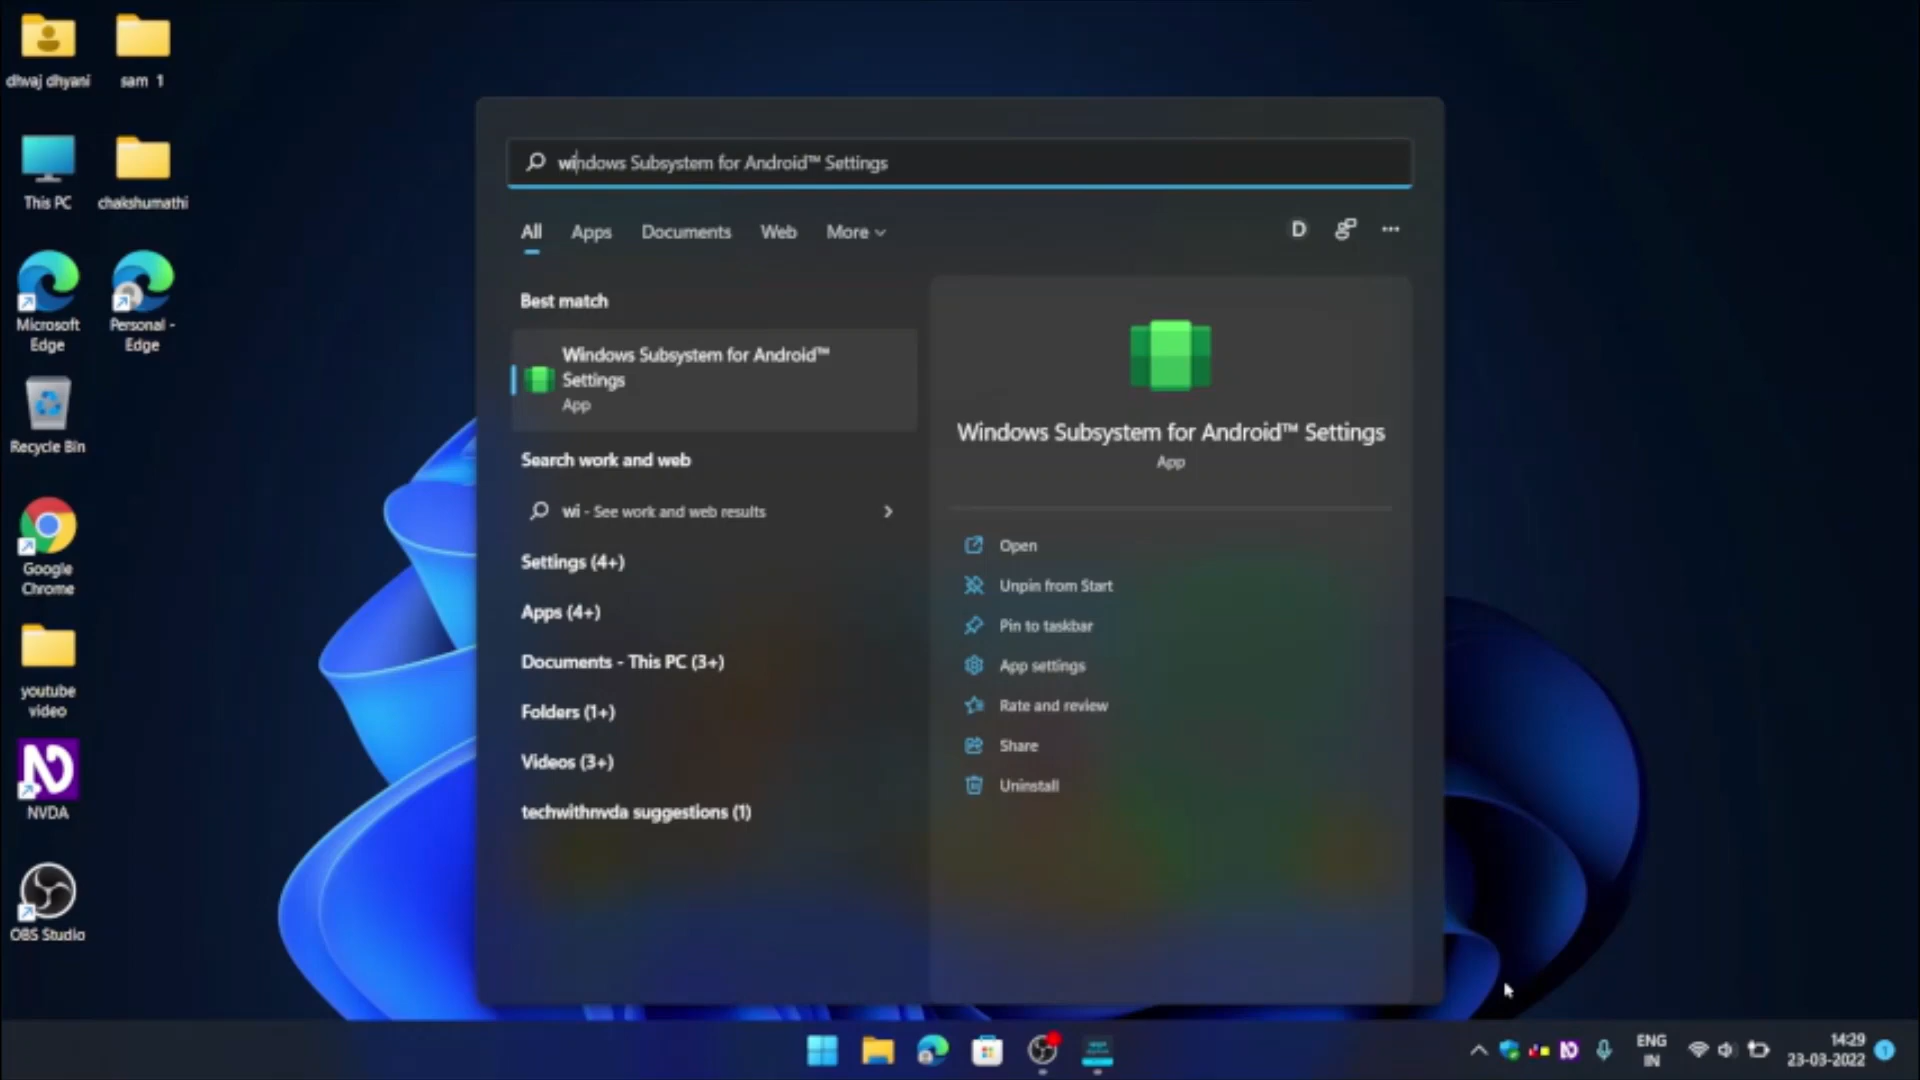 dhwaj dhyani
sam 1
This PC
chakshumathi
Microsoft
Edge
Personal -
Edge
Recycle Bin
Google
Chrome
youtube
video
NVDA
OBS Studio
windows Subsystem for Android™ Settings
All Apps Documents Web More
D
Best match
Windows Subsystem for Android™
Settings
App
Search work and web
wi - See work and web results
Settings (4+)
Apps (4+)
Documents - This PC (3+)
Folders (1+)
Videos (3+)
techwithnvda suggestions (1)
Windows Subsystem for Android™ Settings
App
Open
Unpin from Start
Pin to taskbar
App settings
Rate and review
Share
Uninstall
ENG
IN
14:29
23-03-2022
1